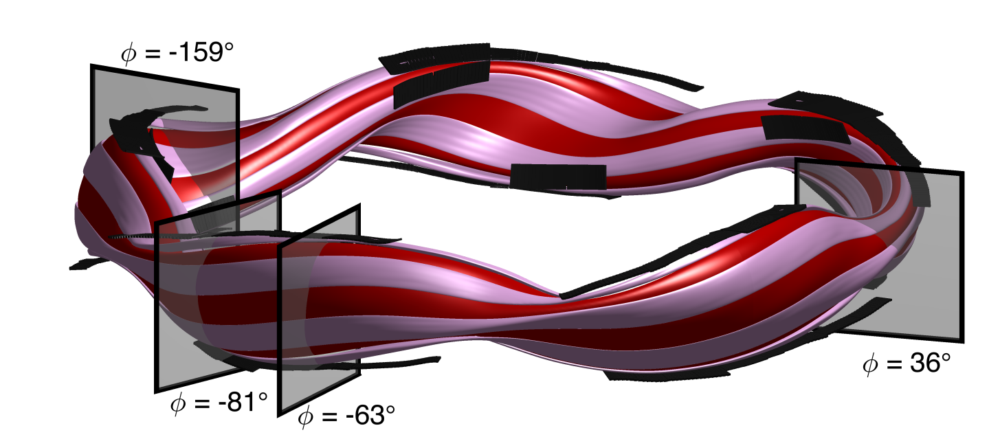 ϕ = -159°
ϕ = 36°
ϕ = -81°
ϕ = -63°